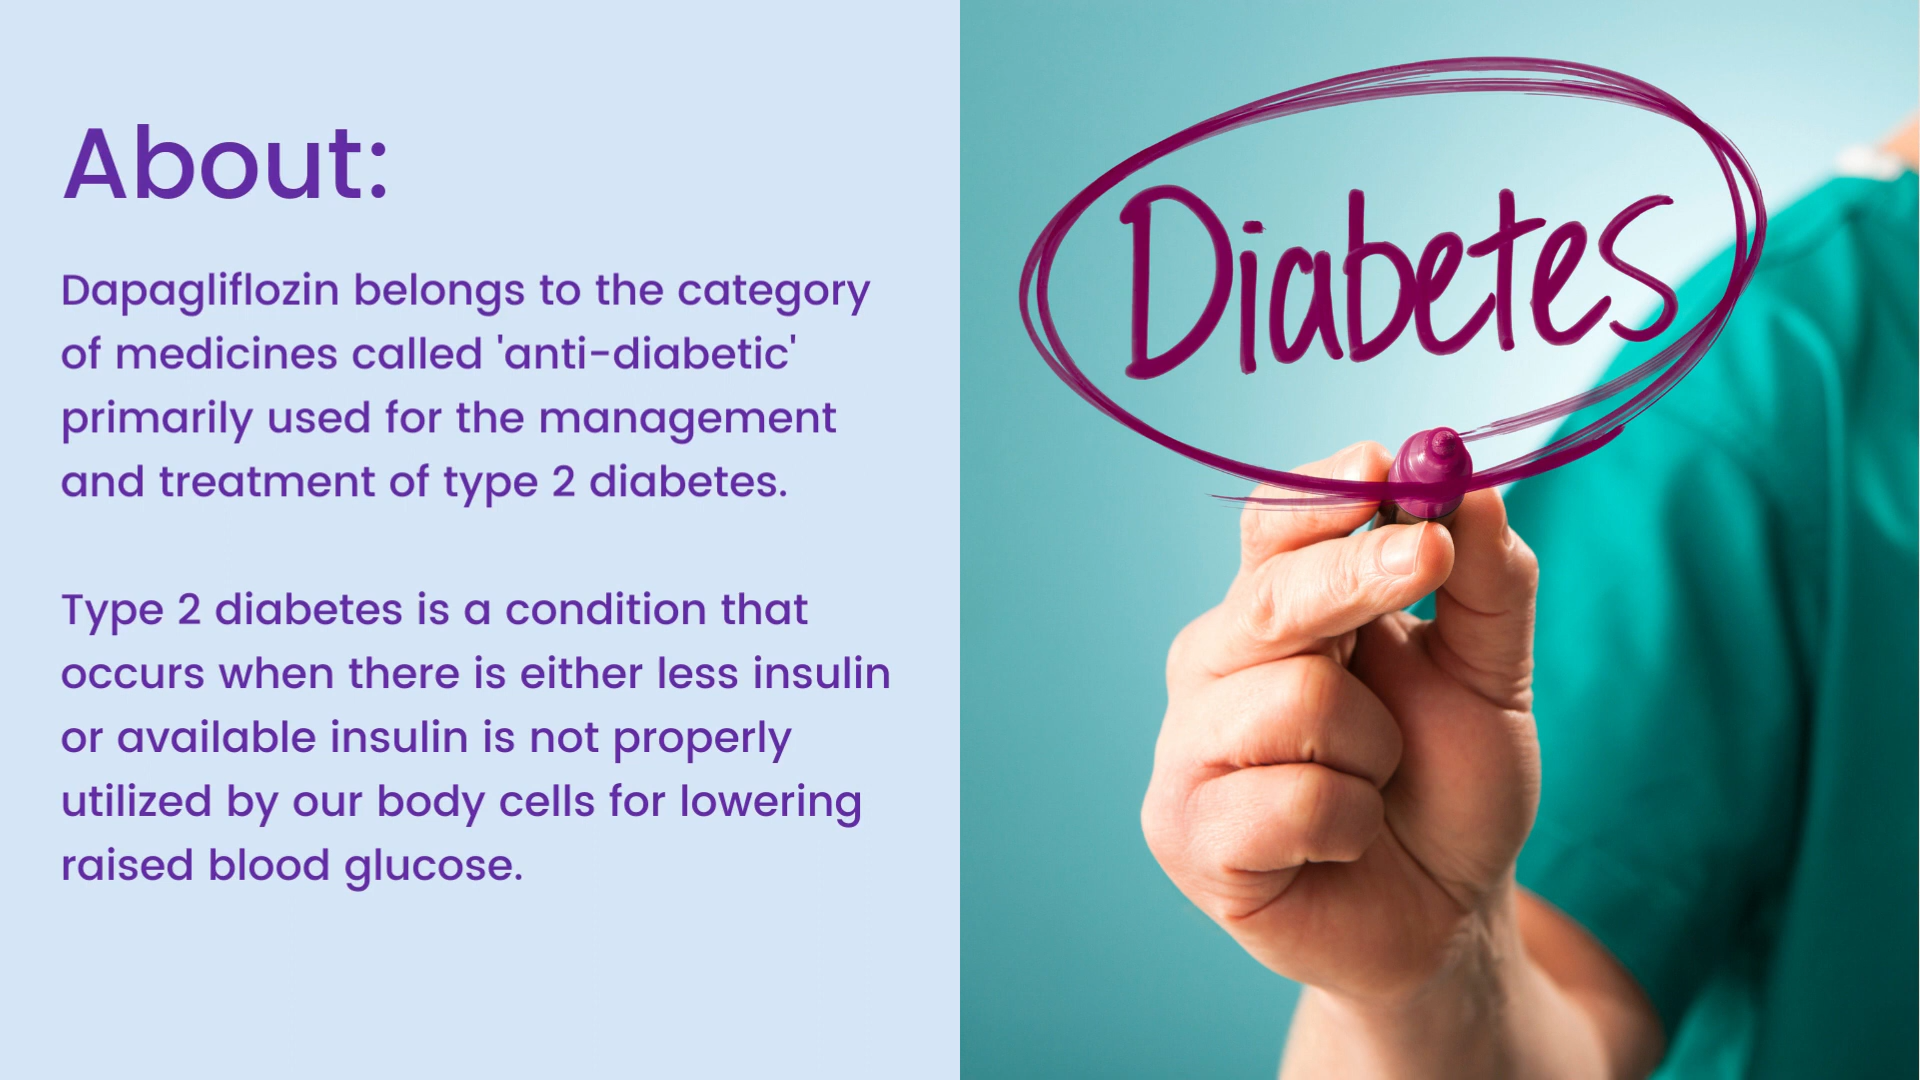 About:
Dapagliflozin belongs to the category
of medicines called 'anti-diabetic'
primarily used for the management
and treatment of type 2 diabetes.
Type 2 diabetes is a condition that
occurs when there is either less insulin
or available insulin is not properly
utilized by our body cells for lowering
raised blood glucose.
Diabetes